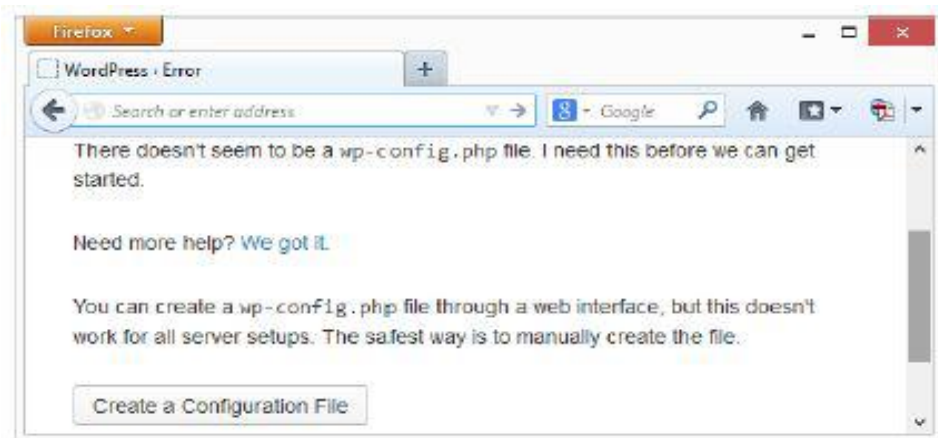 Firefox
WordPress › Error
Search or enter address
Google
There doesn't seem to be a wp-config.php file. I need this before we can get
started.
Need more help? We got it.
You can create a wp-config.php file through a web interface, but this doesn't
work for all server setups. The safest way is to manually create the file.
Create a Configuration File